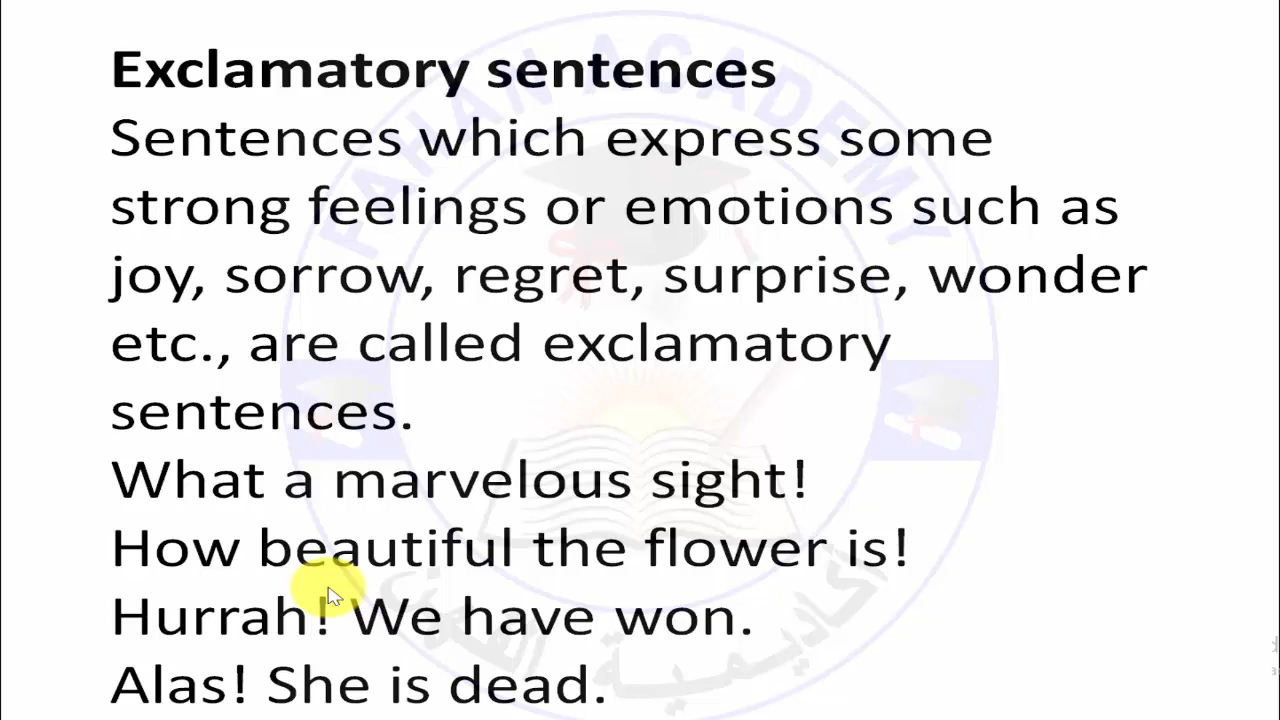 FAHAN ACADEMY
Exclamatory sentences
Sentences which express some
strong feelings or emotions such as
joy, sorrow, regret, surprise, wonder
etc., are called exclamatory
sentences.
What a marvelous sight!
How beautiful the flower is!
Hurrah! We have won.
Alas! She is dead.